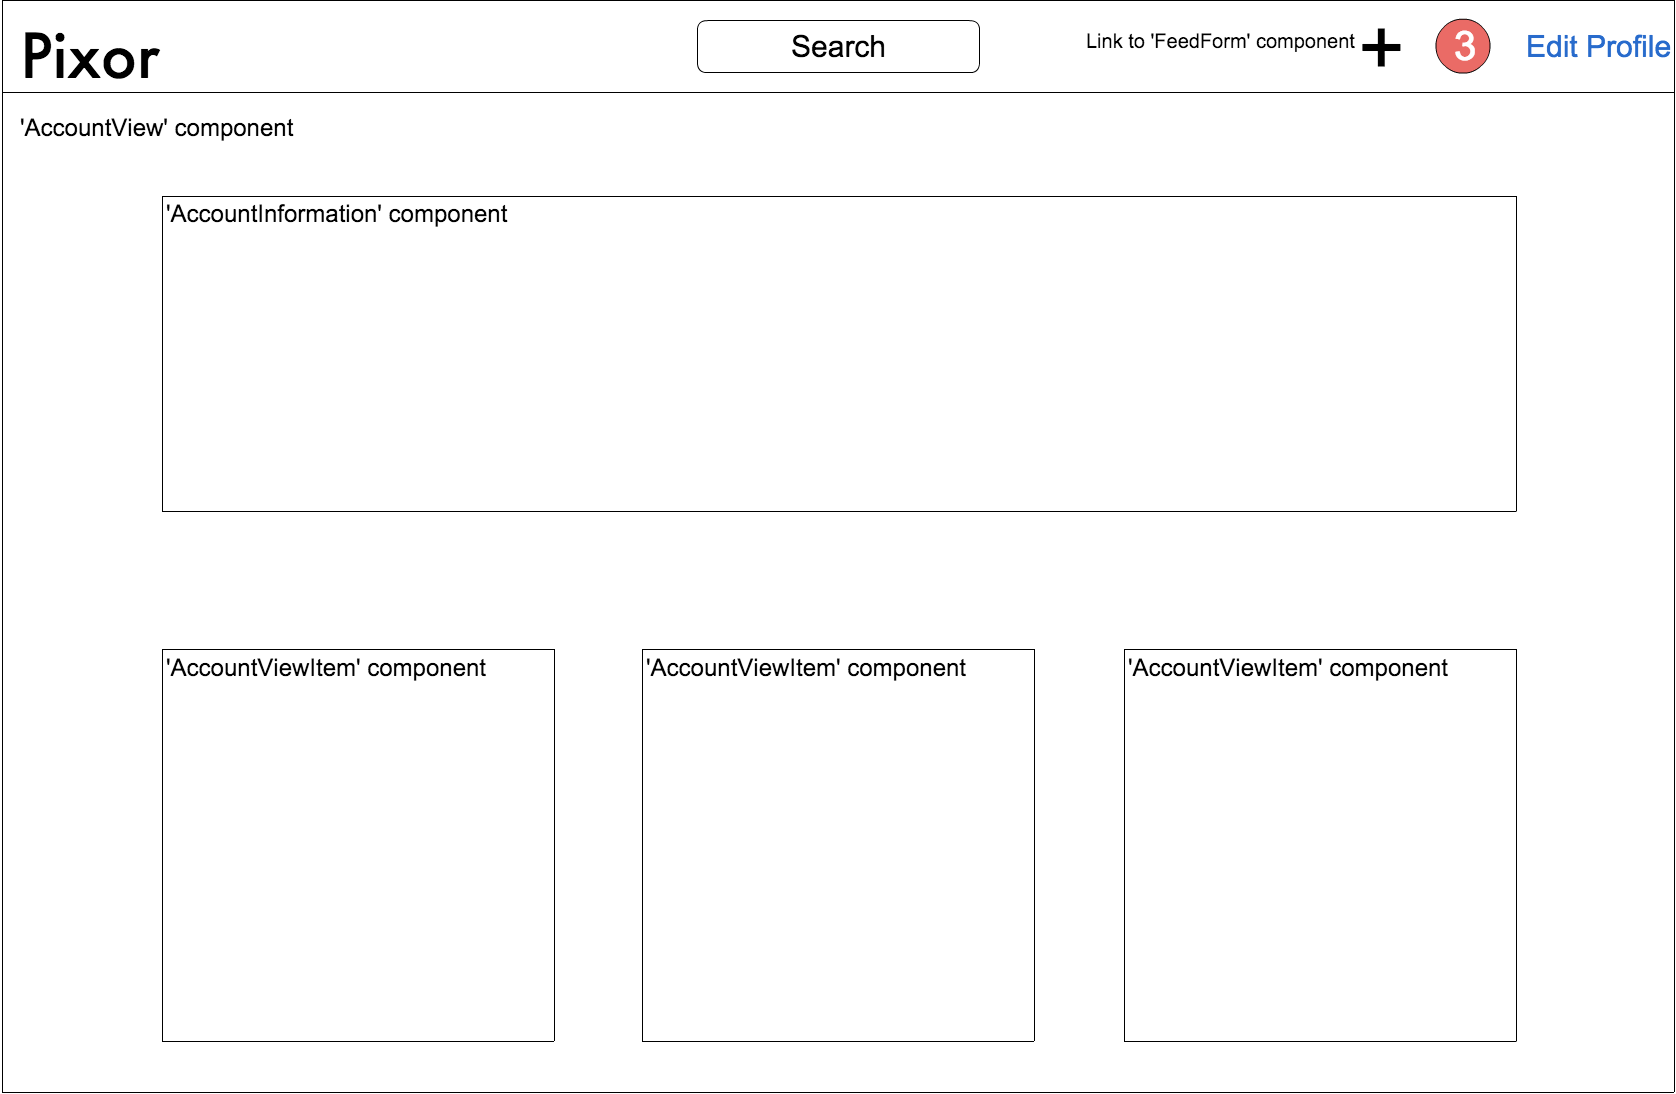 Pixor
Search
Link to 'FeedForm' component
3
Edit Profile
'AccountView' component
'AccountInformation' component
'AccountViewItem' component
'AccountViewItem' component
'AccountViewItem' component